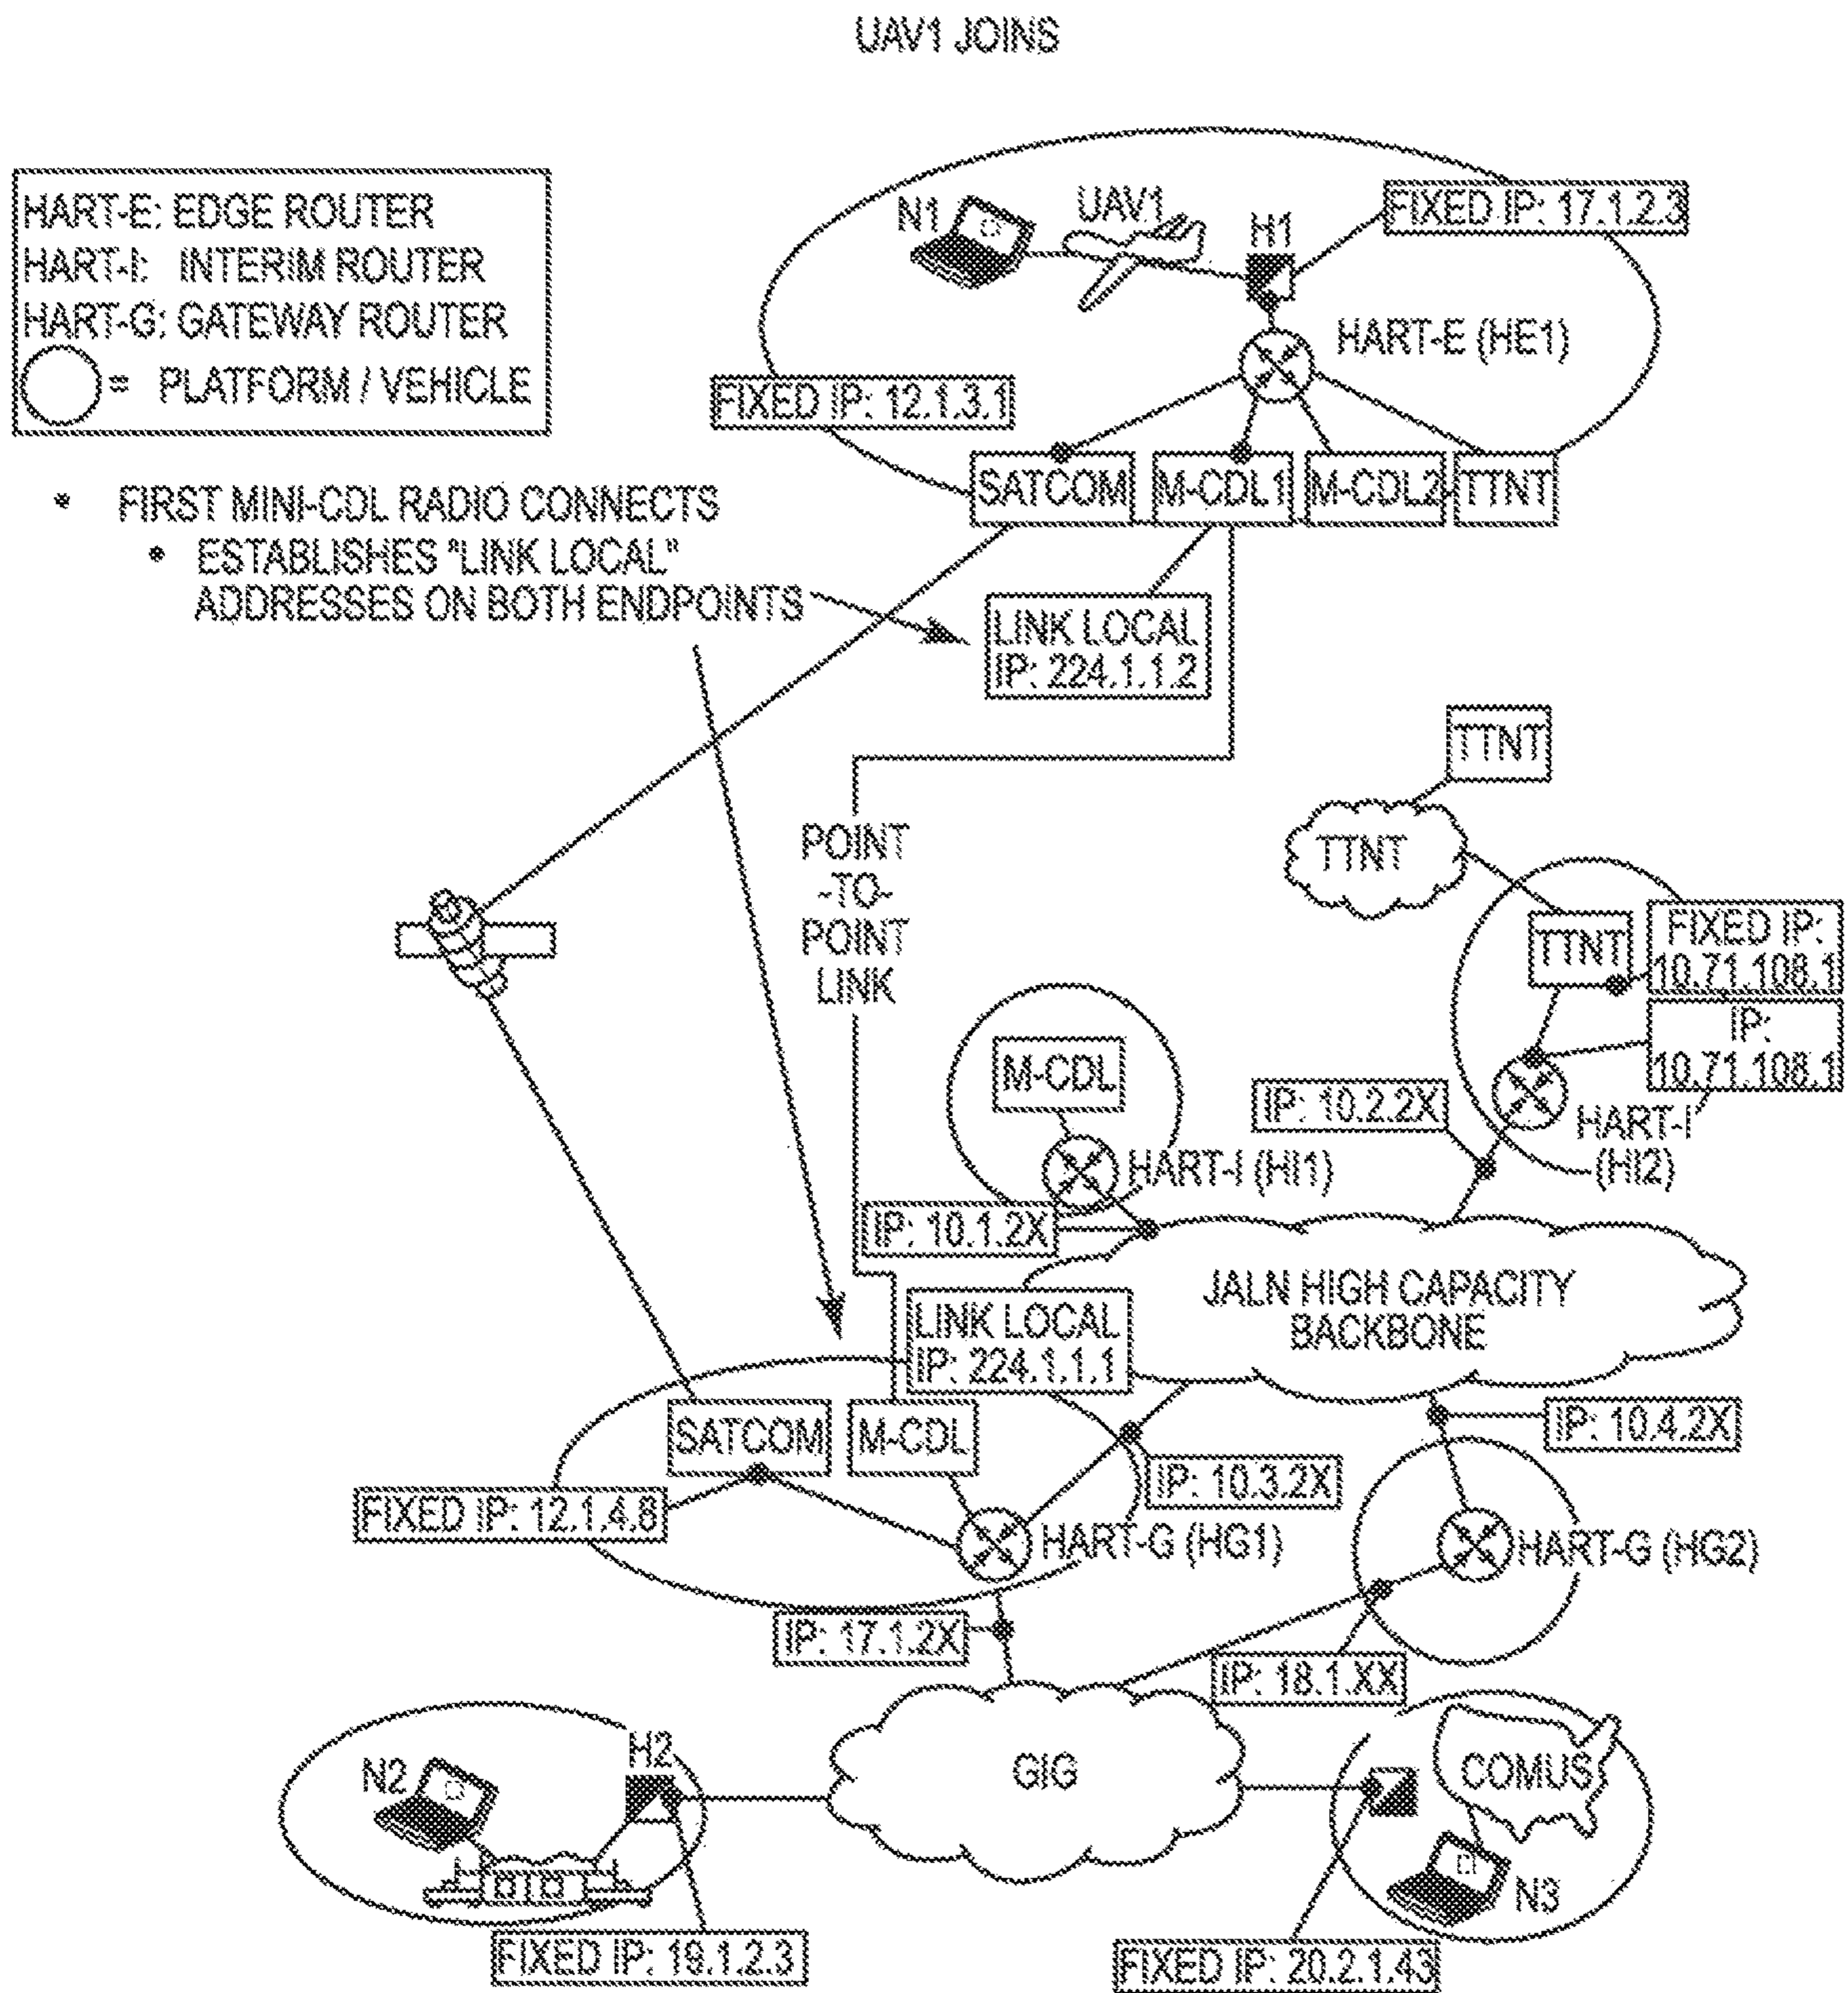 UAV1 JOINS
HART-E: EDGE ROUTER
HART-I: INTERIM ROUTER
HART-G: GATEWAY ROUTER
= PLATFORM / VEHICLE
N1
UAV1
H1
FIXED IP: 17.1.2.3
HART-E (HE1)
FIXED IP: 12.1.3.1
SATCOM
M-CDL1
M-CDL2
TTNT
• FIRST MINI-CDL RADIO CONNECTS
• ESTABLISHES "LINK LOCAL"
ADDRESSES ON BOTH ENDPOINTS
LINK LOCAL
IP: 224.1.1.2
TTNT
TTNT
POINT
-TO-
POINT
LINK
TTNT
FIXED IP:
10.71.108.1
IP:
10.71.108.1
M-CDL
IP: 10.2.2X
HART-I
(HI2)
HART-I (HI1)
IP: 10.1.2X
JALN HIGH CAPACITY
BACKBONE
LINK LOCAL
IP: 224.1.1.1
SATCOM
M-CDL
IP: 10.4.2X
IP: 10.3.2X
FIXED IP: 12.1.4.8
HART-G (HG1)
HART-G (HG2)
IP: 17.1.2X
IP: 18.1.XX
N2
H2
GIG
COMUS
N3
FIXED IP: 19.1.2.3
FIXED IP: 20.2.1.43